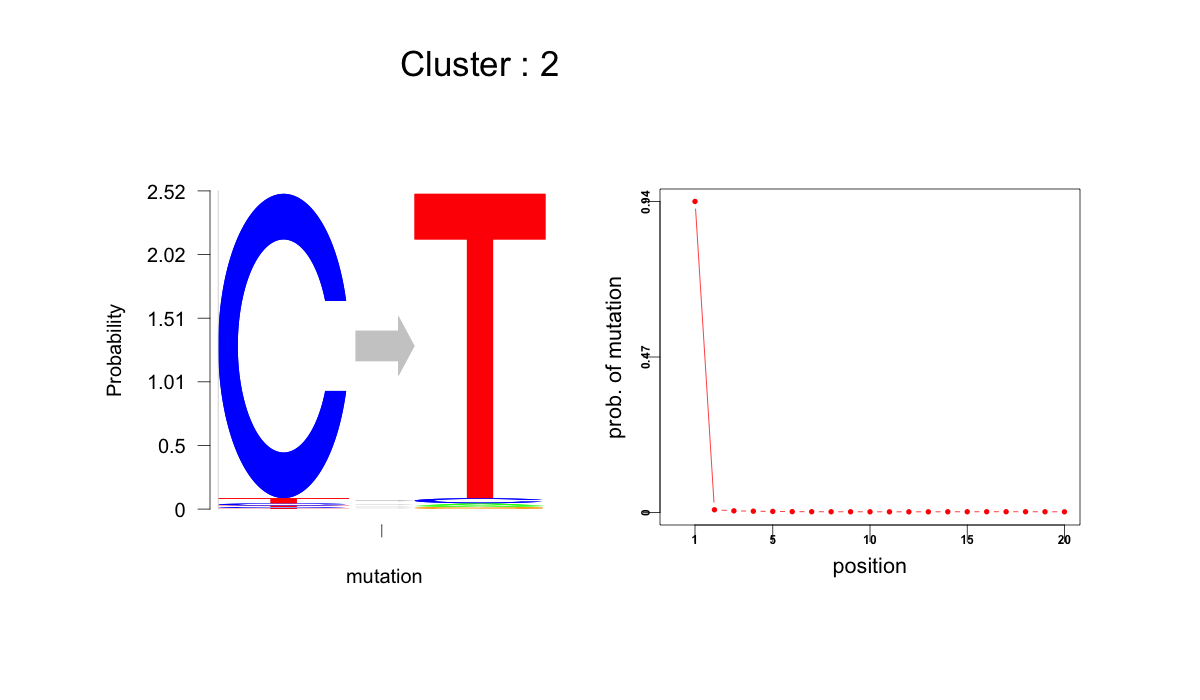 Cluster : 2
Probability
2.52
2.02
1.51
1.01
0.5
0
C T
mutation
prob. of mutation
0.94
0.47
0
1 5 10 15 20
position